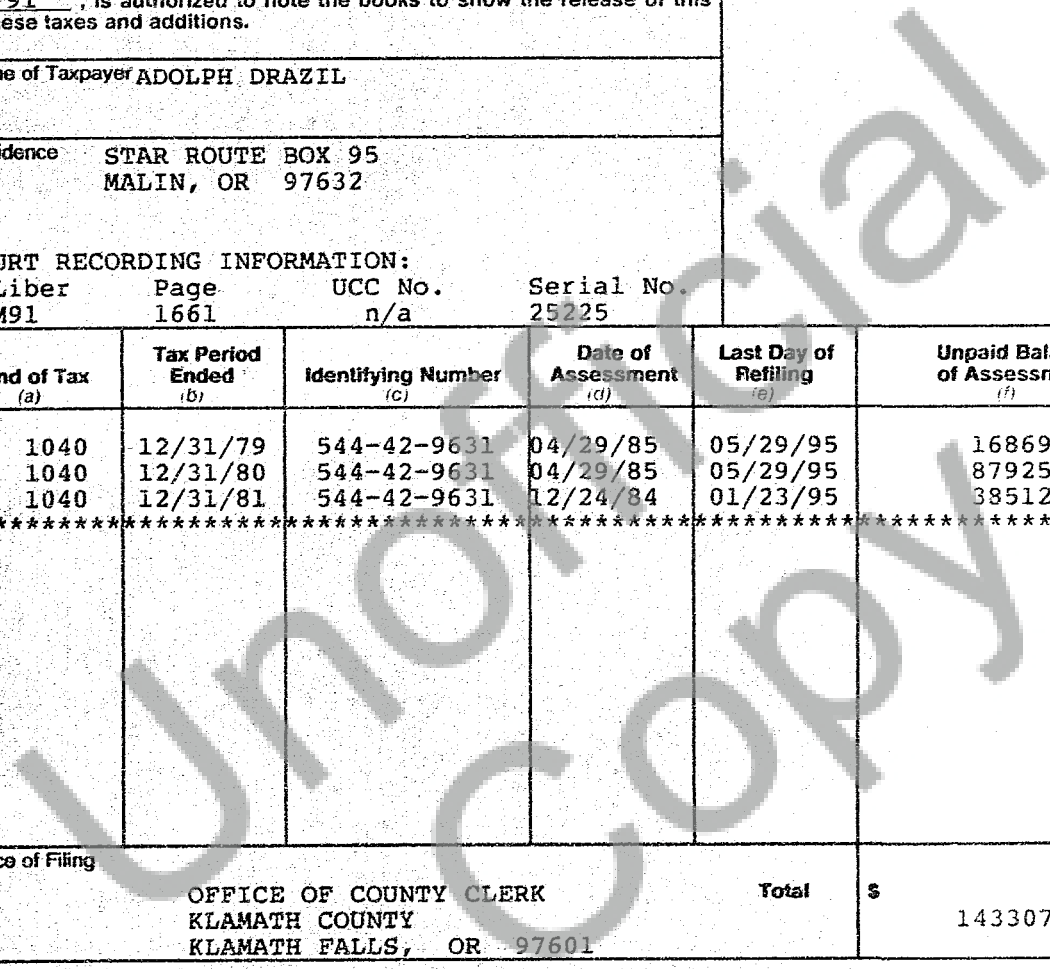 91 , is authorized to note the books to show the release of this
ese taxes and additions.
e of Taxpayer ADOLPH DRAZIL
idence STAR ROUTE BOX 95
MALIN, OR 97632
URT RECORDING INFORMATION:
Liber Page UCC No. Serial No.
M91 1661 n/a 25225
nd of Tax (a) Tax Period Ended (b) Identifying Number (c) Date of Assessment (d) Last Day of Refiling (e) Unpaid Bal of Assessm (f)
1040 12/31/79 544-42-9631 04/29/85 05/29/95 16869
1040 12/31/80 544-42-9631 04/29/85 05/29/95 87925
1040 12/31/81 544-42-9631 12/24/84 01/23/95 38512
ce of Filing
OFFICE OF COUNTY CLERK Total $
KLAMATH COUNTY 143307
KLAMATH FALLS, OR 97601
Unofficial
Copy